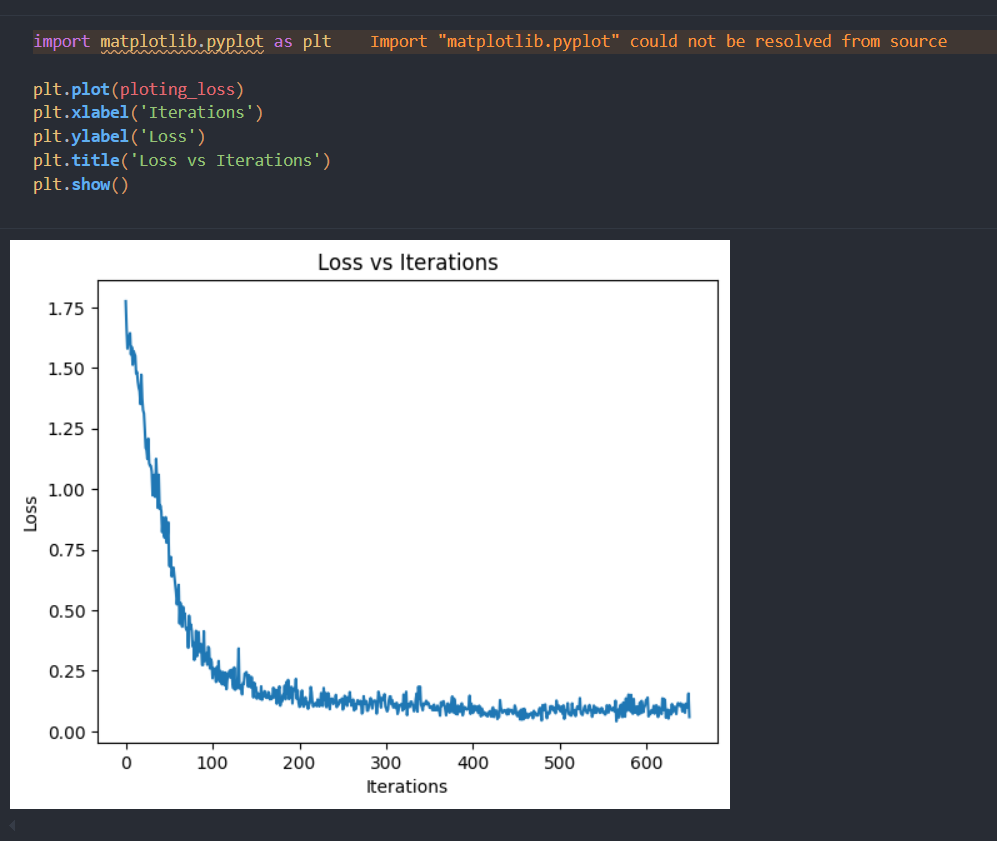 import matplotlib.pyplot as plt    Import "matplotlib.pyplot" could not be resolved from source
plt.plot(ploting_loss)
plt.xlabel('Iterations')
plt.ylabel('Loss')
plt.title('Loss vs Iterations')
plt.show()
Loss vs Iterations
1.75
1.50
1.25
1.00
0.75
0.50
0.25
0.00
Loss
0 100 200 300 400 500 600
Iterations